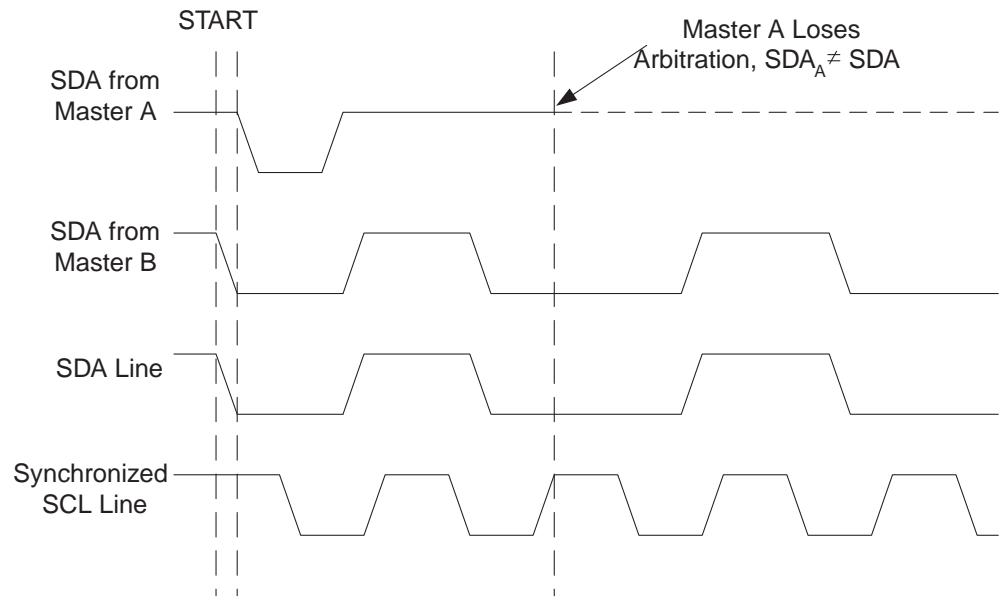 START
Master A Loses
Arbitration, SDA_A ≠ SDA
SDA from
Master A
SDA from
Master B
SDA Line
Synchronized
SCL Line